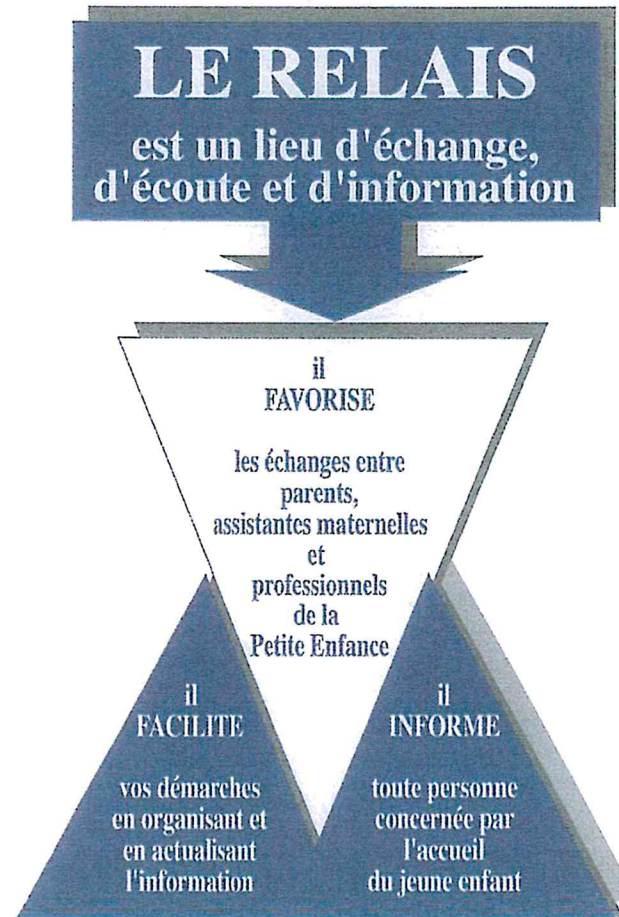 LE RELAIS
est un lieu d'échange,
d'écoute et d'information
il
FAVORISE
les échanges entre
parents,
assistantes maternelles
et
professionnels
de la
Petite Enfance
il
FACILITE
vos démarches
en organisant et
en actualisant
l'information
il
INFORME
toute personne
concernée par
l'accueil
du jeune enfant